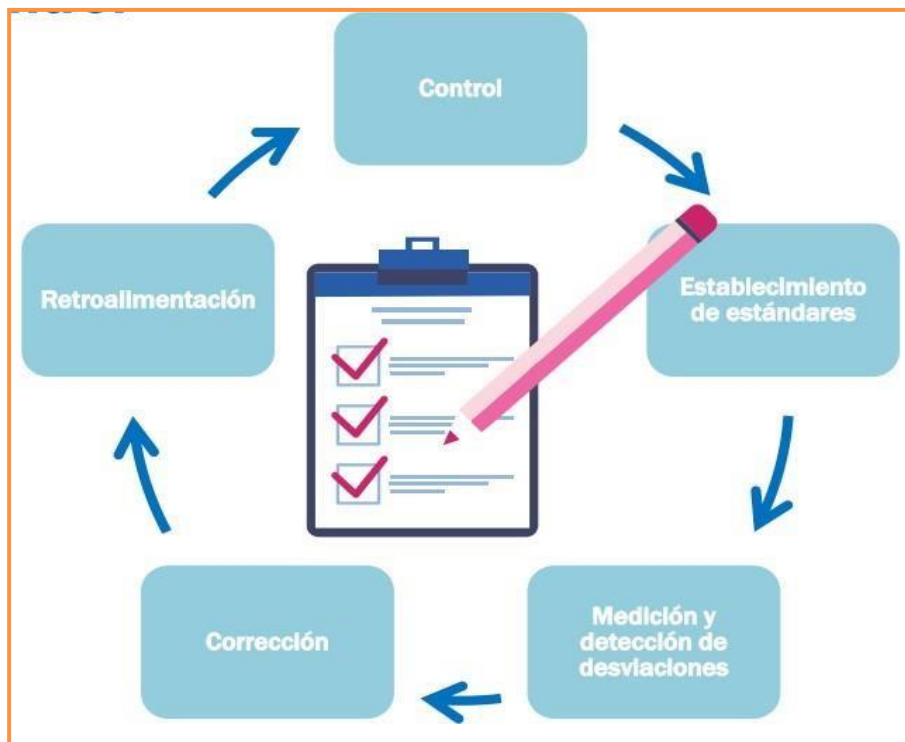 Control
Establecimiento
de estándares
Medición y
detección de
desviaciones
Corrección
Retroalimentación